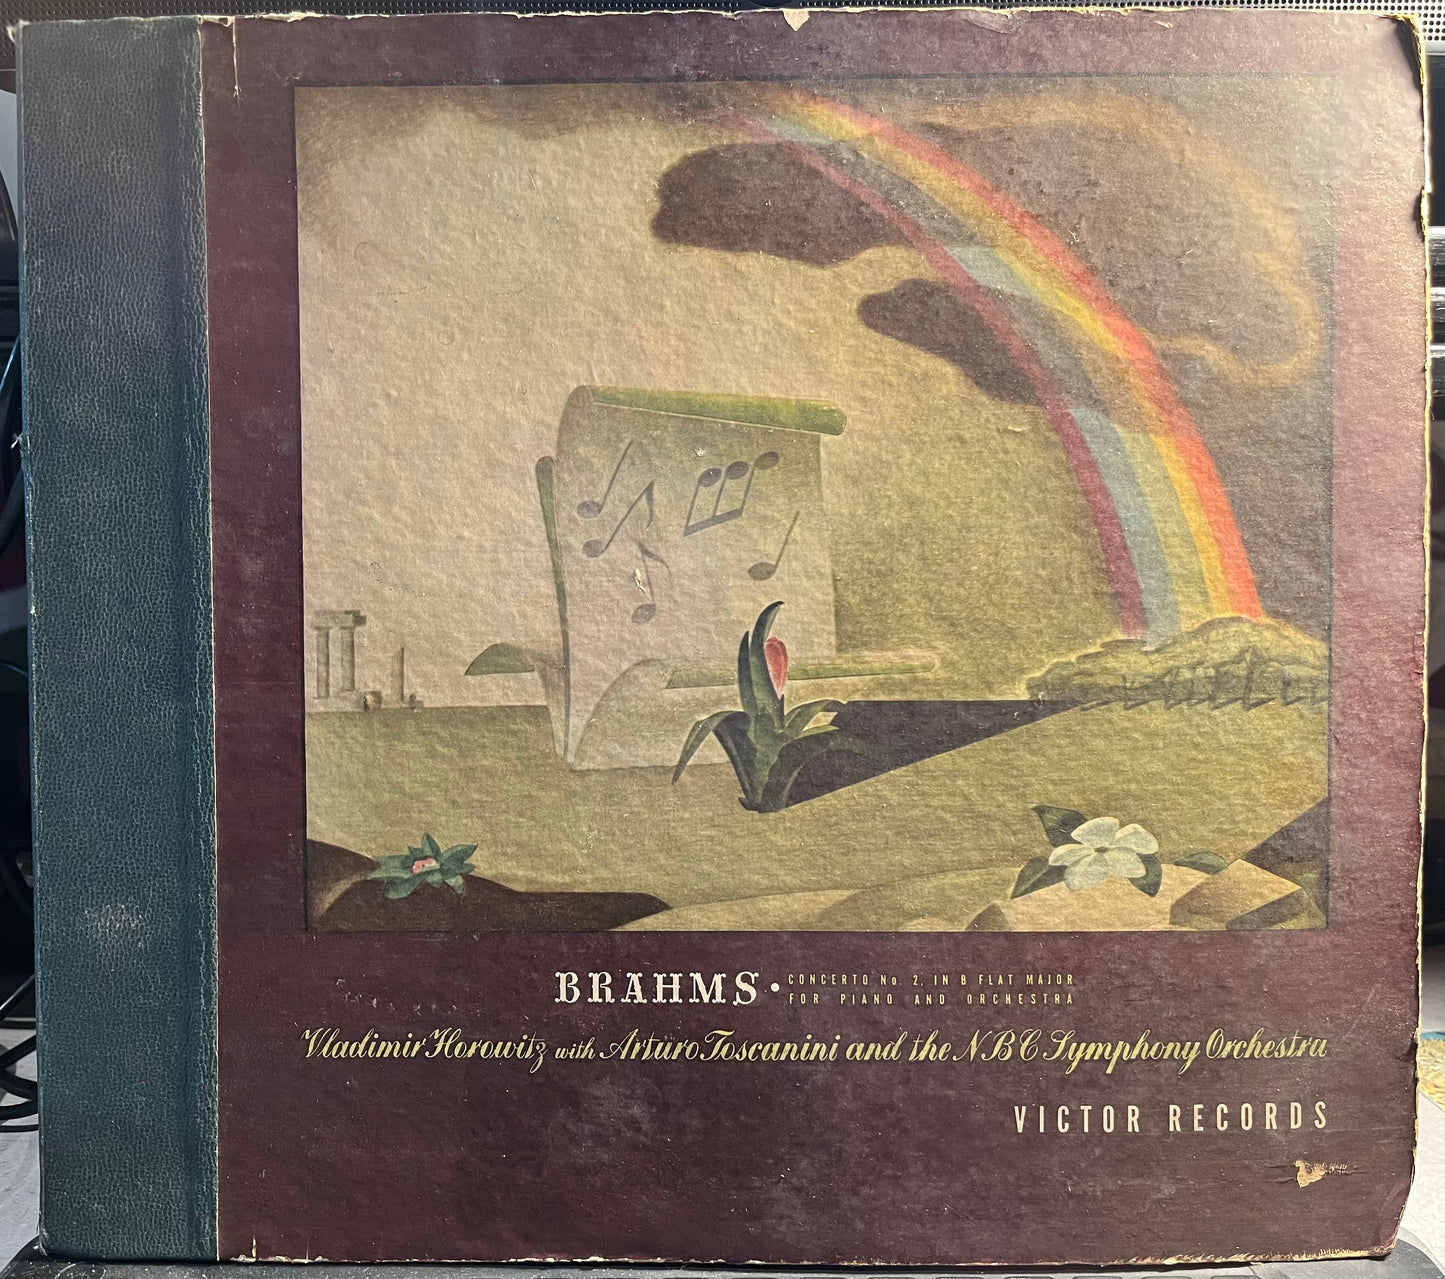 BRAHMS • CONCERTO No. 2, IN B FLAT MAJOR
FOR PIANO AND ORCHESTRA
Vladimir Horowitz with Arturo Toscanini and the NBC Symphony Orchestra
VICTOR RECORDS